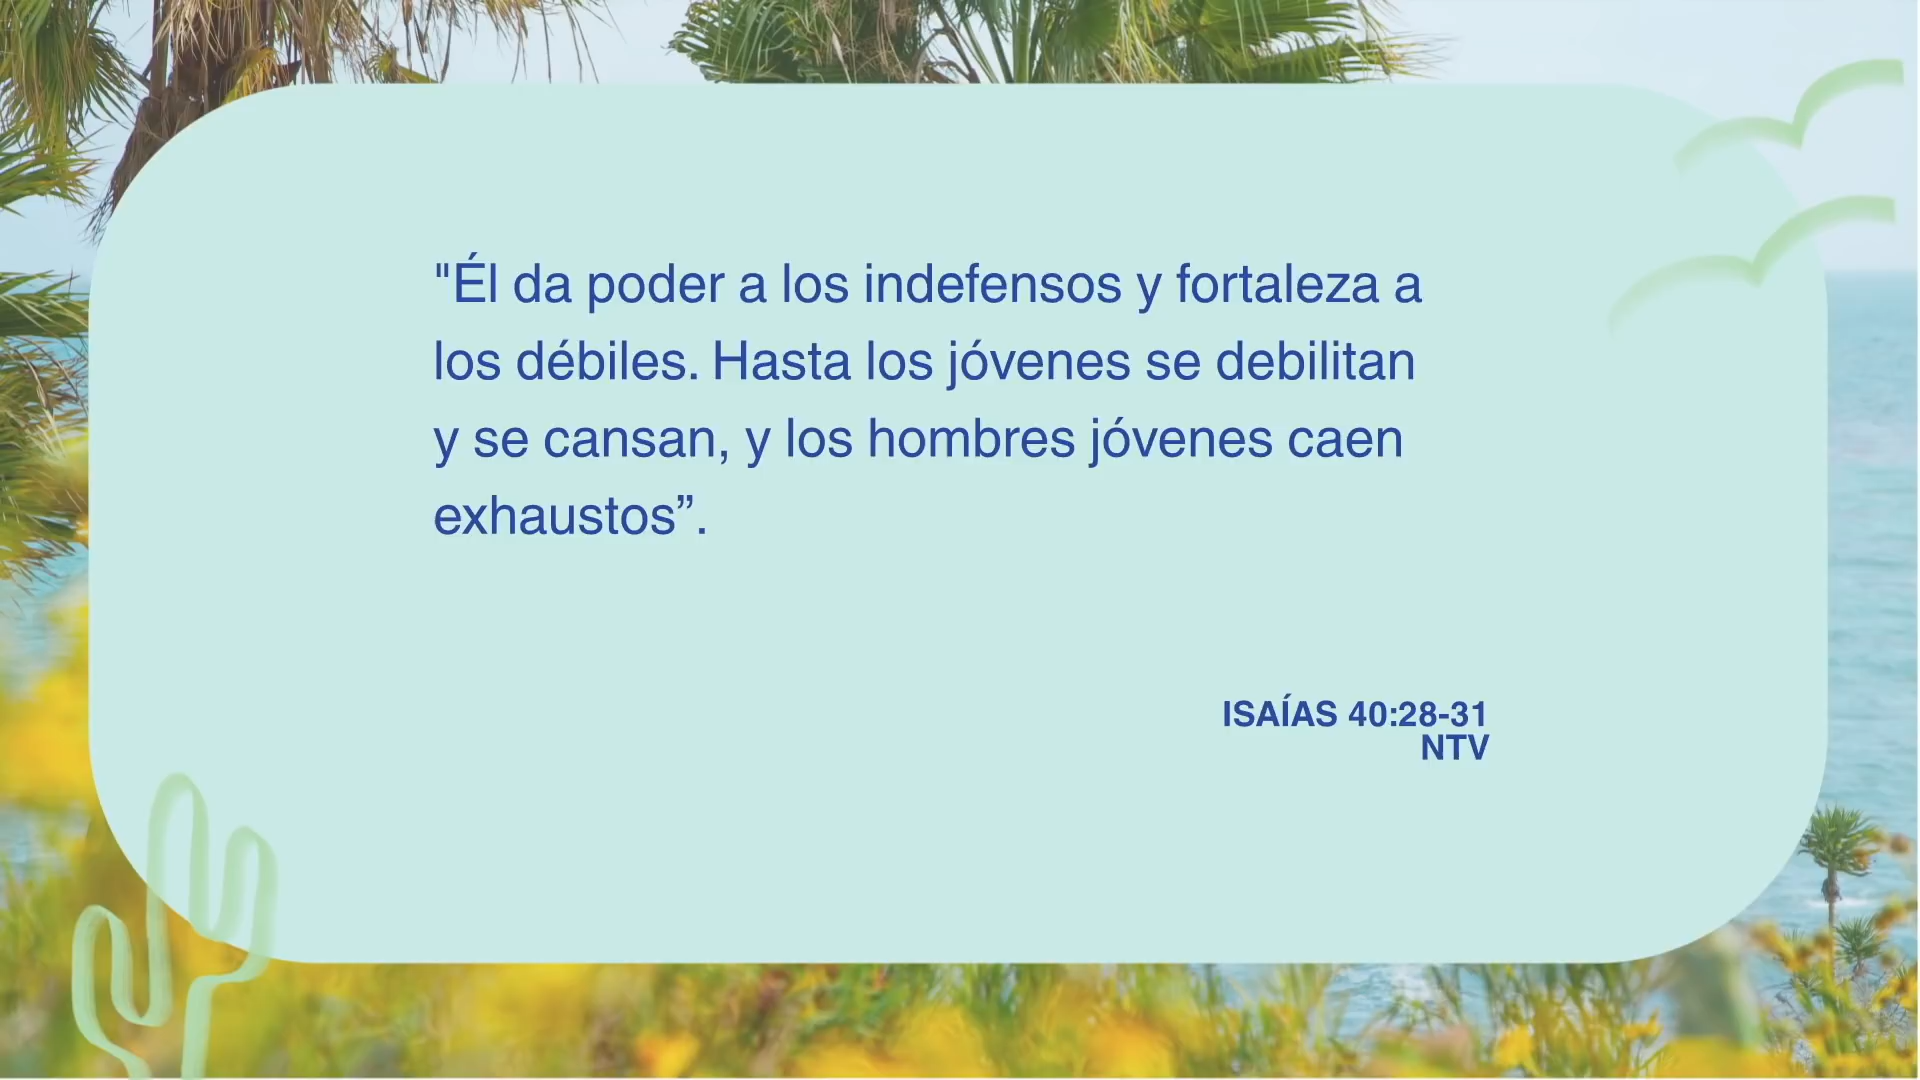 "Él da poder a los indefensos y fortaleza a
los débiles. Hasta los jóvenes se debilitan
y se cansan, y los hombres jóvenes caen
exhaustos”.
ISAÍAS 40:28-31
NTV